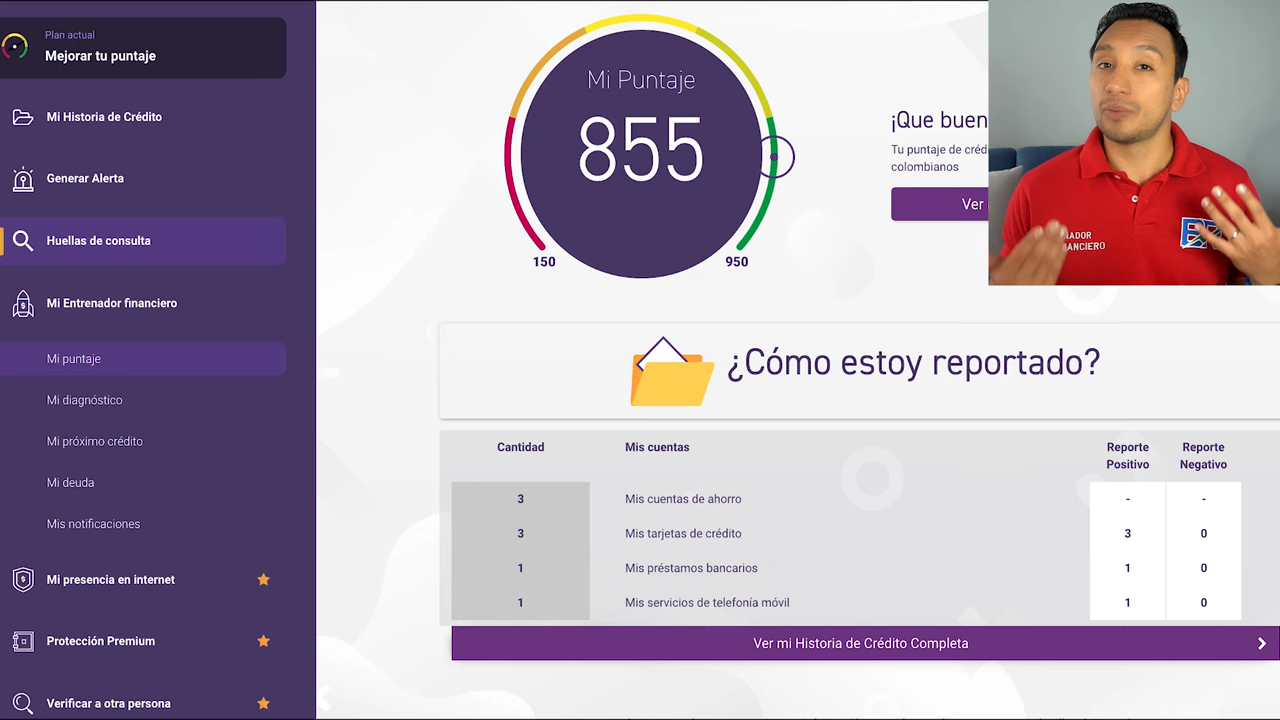 Plan actual
Mejorar tu puntaje
Mi Historia de Crédito
Generar Alerta
Huellas de consulta
Mi Entrenador financiero
Mi puntaje
Mi diagnóstico
Mi próximo crédito
Mi deuda
Mis notificaciones
Mi presencia en internet
Protección Premium
Verificar a otra persona
Mi Puntaje
855
150
950
¡Que buen
Tu puntaje de créd
colombianos
Ver
¿Cómo estoy reportado?
Cantidad Mis cuentas Reporte Positivo Reporte Negativo
3 Mis cuentas de ahorro - -
3 Mis tarjetas de crédito 3 0
1 Mis préstamos bancarios 1 0
1 Mis servicios de telefonía móvil 1 0
Ver mi Historia de Crédito Completa